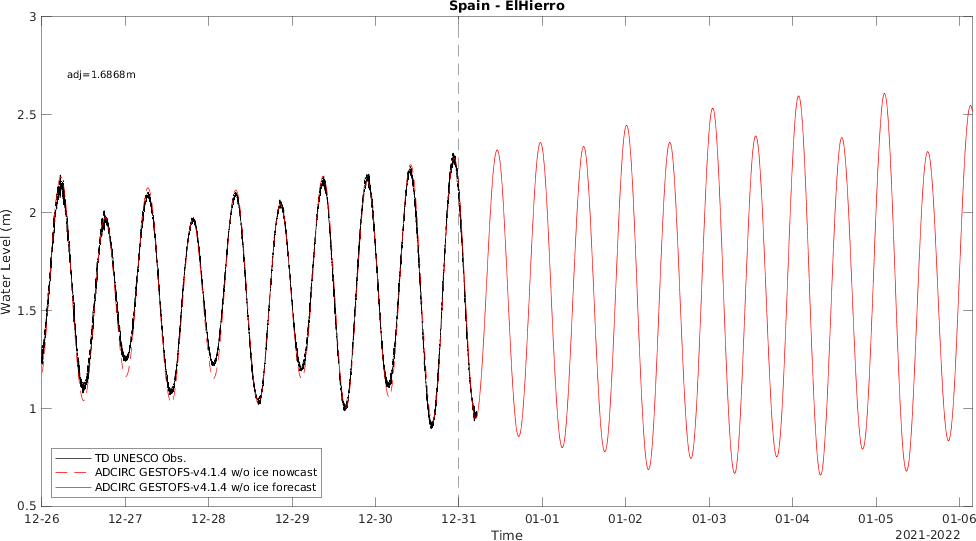 Spain - ElHierro
3
adj=1.6868m
2.5
2
Water Level (m)
1.5
1
TD UNESCO Obs.
ADCIRC GESTOFS-v4.1.4 w/o ice nowcast
ADCIRC GESTOFS-v4.1.4 w/o ice forecast
0.5
12-26 12-27 12-28 12-29 12-30 12-31 01-01 01-02 01-03 01-04 01-05 01-06
Time
2021-2022